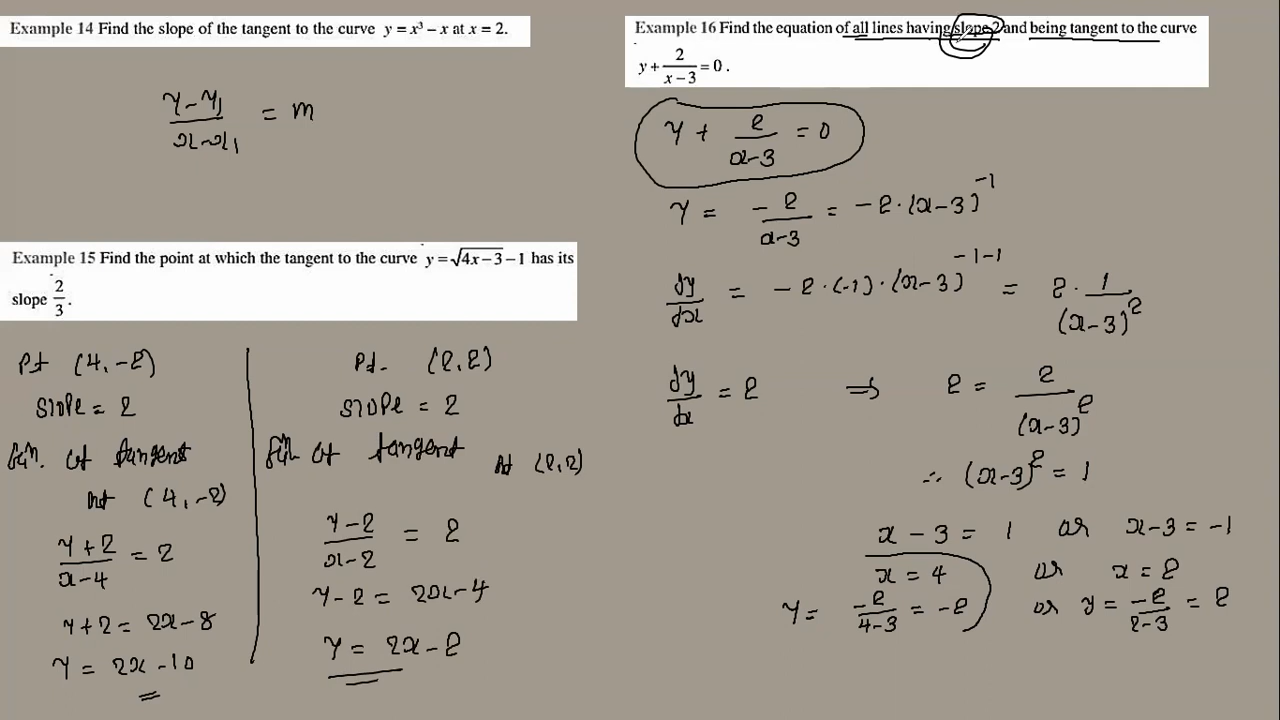 Example 14 Find the slope of the tangent to the curve y = x³ – x at x = 2.
y-y₁/x-x₁ = m
Example 15 Find the point at which the tangent to the curve y = √4x – 3 – 1 has its
slope 2/3.
Pt (4, -2)
slope = 2
of tangent
At (4, -2)
y+2/x-4 = 2
y+2 = 2x-8
y = 2x-10
Pt. (2,2)
slope = 2
of tangent At (2,2)
y-2/x-2 = 2
y-2 = 2x-4
y = 2x-2
Example 16 Find the equation of all lines having slope 2 and being tangent to the curve
y + 2/x – 3 = 0 .
y + 2/x-3 = 0
y = -2/x-3 = -2·(x-3)⁻¹
dy/dx = -2·(-1)·(x-3)⁻¹⁻¹ = 2·1/(x-3)²
dy/dx = 2 ⇒ 2 = 2/(x-3)²
∴ (x-3)² = 1
x-3 = 1 or x-3 = -1
x = 4 or x = 2
y = -2/4-3 = -2 or y = -2/2-3 = 2